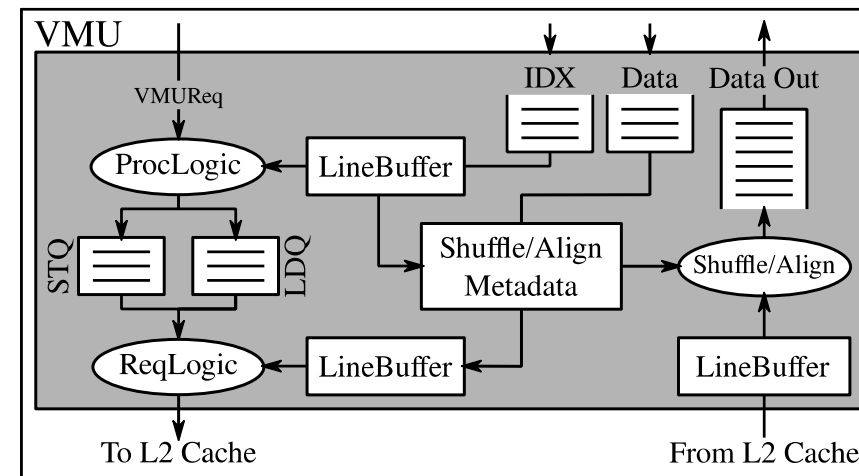 VMU
IDX
Data
Data Out
VMUReq
ProcLogic
LineBuffer
STQ
LDQ
Shuffle/Align
Metadata
Shuffle/Align
ReqLogic
LineBuffer
LineBuffer
To L2 Cache
From L2 Cache